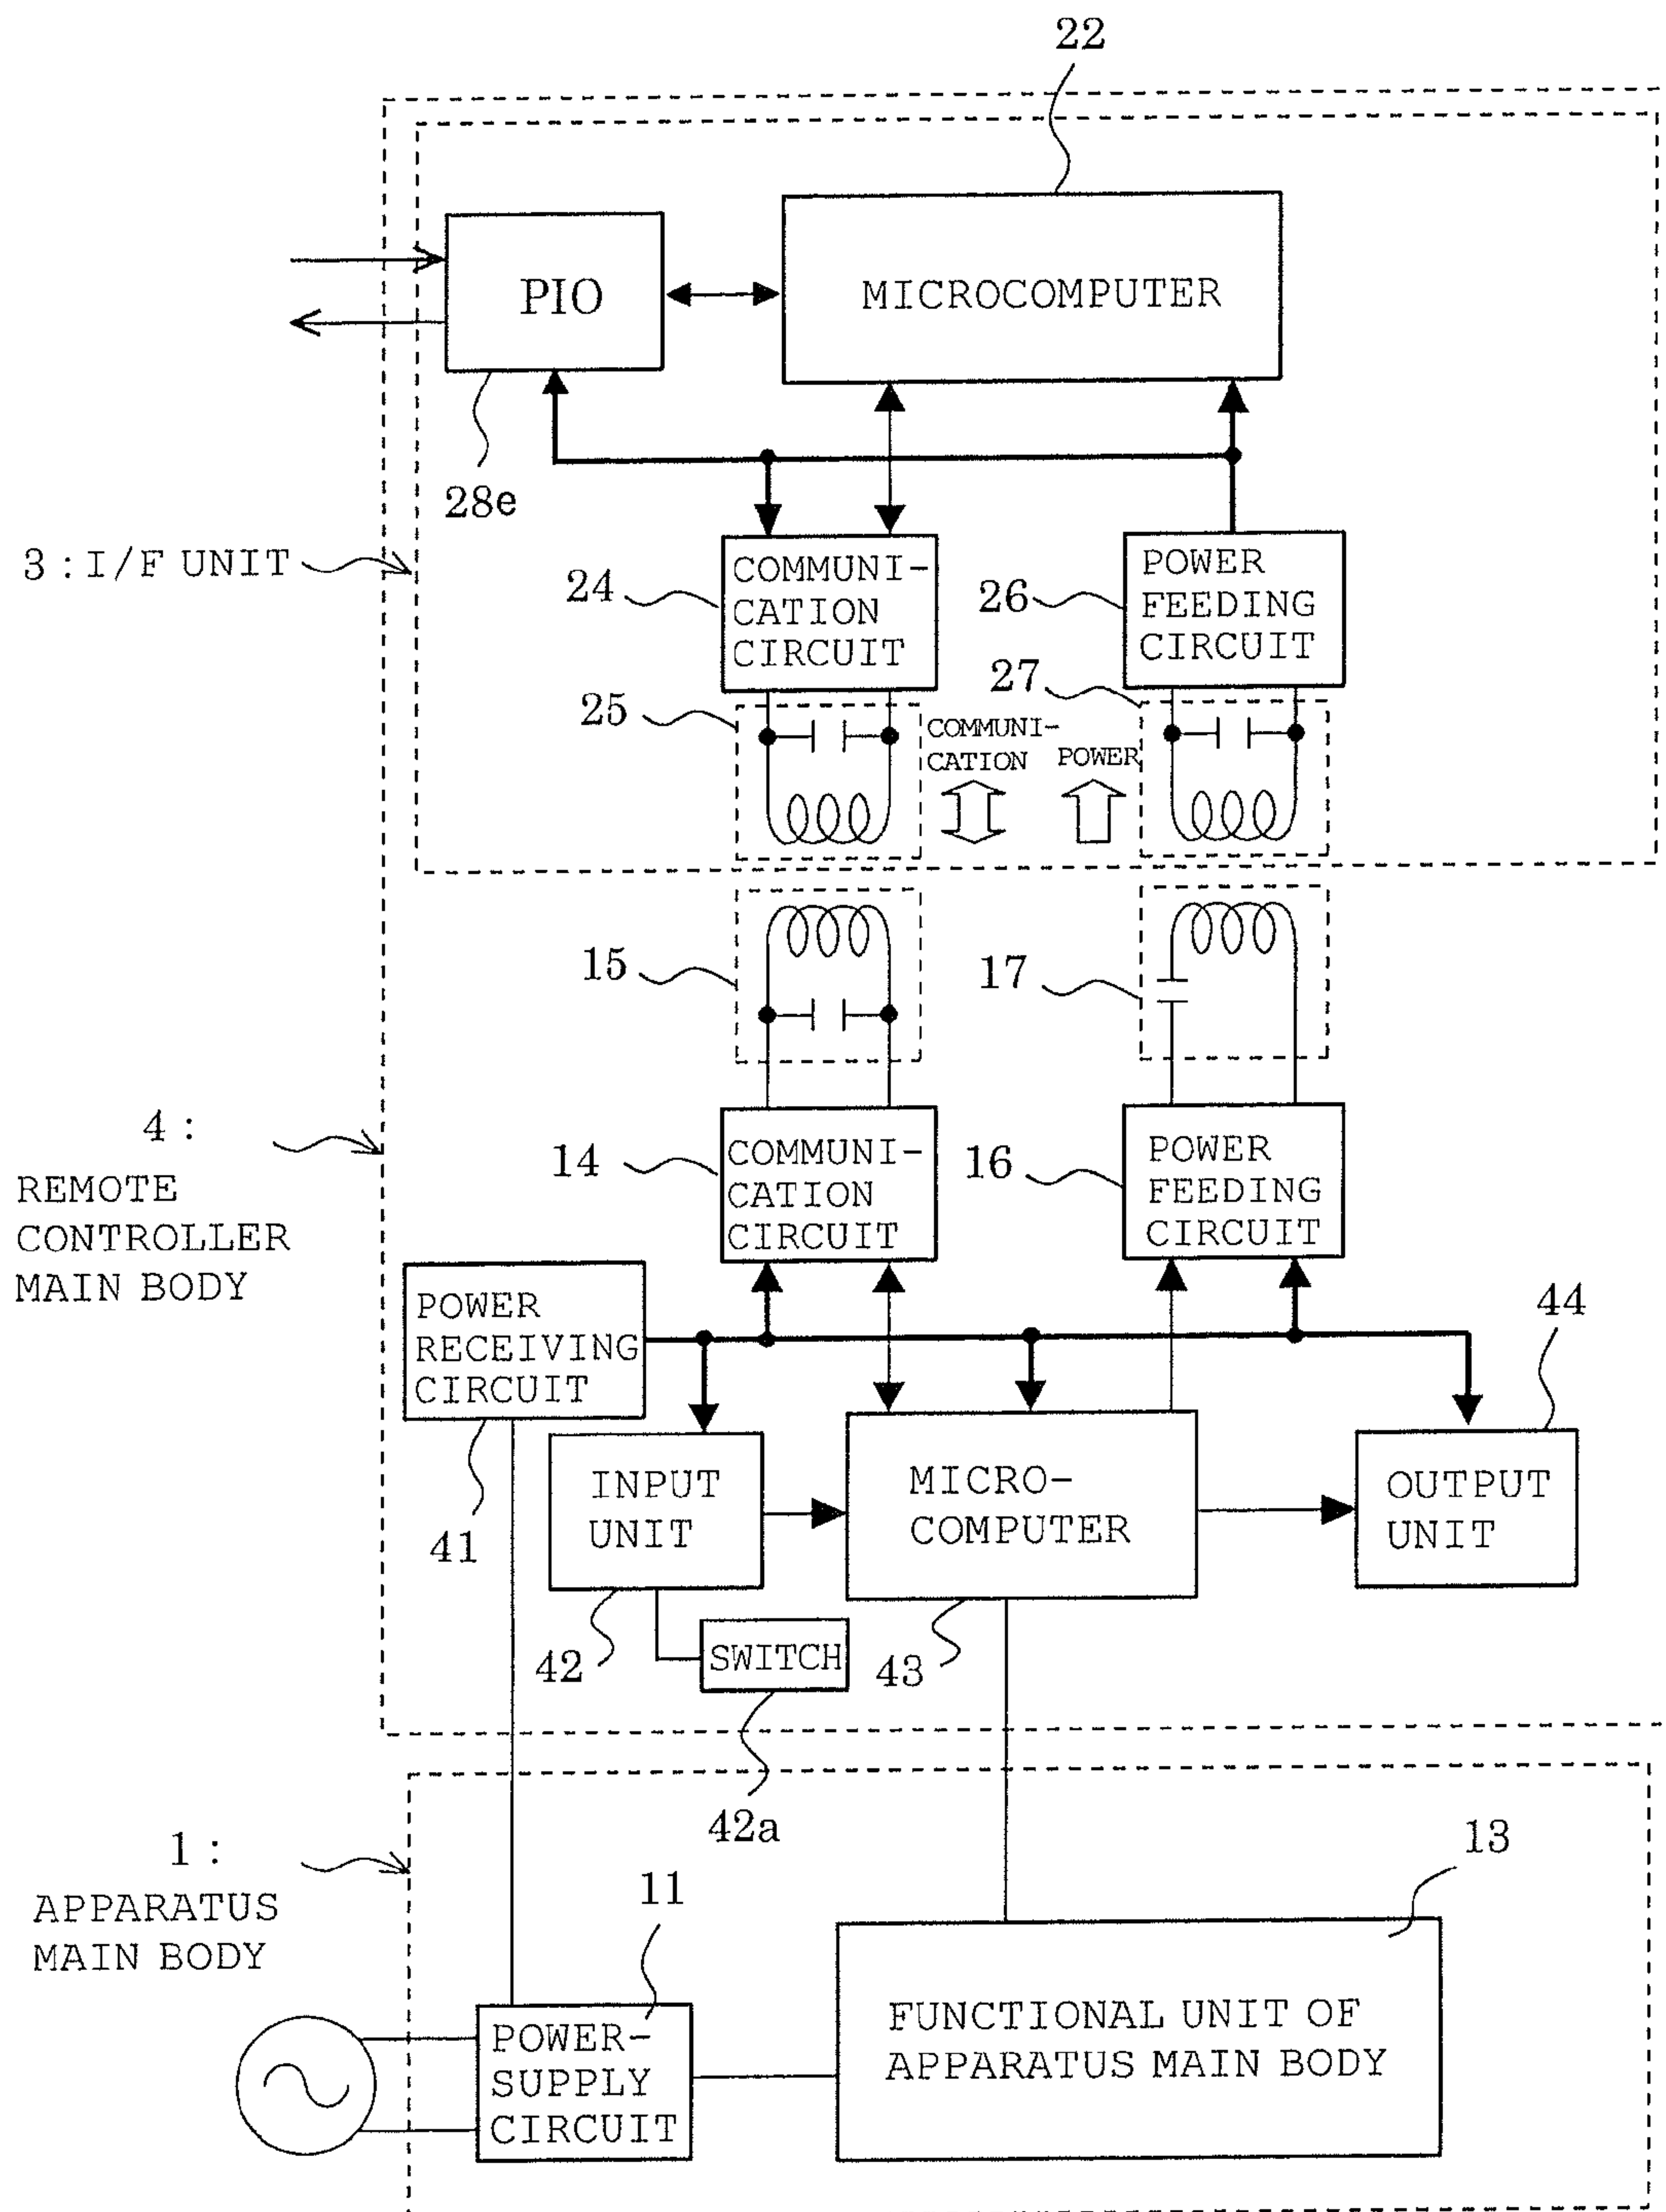 22
PIO
MICROCOMPUTER
28e
3 : I/F UNIT
24
COMMUNI-
CATION
CIRCUIT
26
POWER
FEEDING
CIRCUIT
25
COMMUNI-
CATION
POWER
27
15
17
4 :
REMOTE
CONTROLLER
MAIN BODY
14
COMMUNI-
CATION
CIRCUIT
16
POWER
FEEDING
CIRCUIT
POWER
RECEIVING
CIRCUIT
44
41
INPUT
UNIT
MICRO-
COMPUTER
OUTPUT
UNIT
42
SWITCH
43
42a
1 :
APPARATUS
MAIN BODY
11
13
POWER-
SUPPLY
CIRCUIT
FUNCTIONAL UNIT OF
APPARATUS MAIN BODY